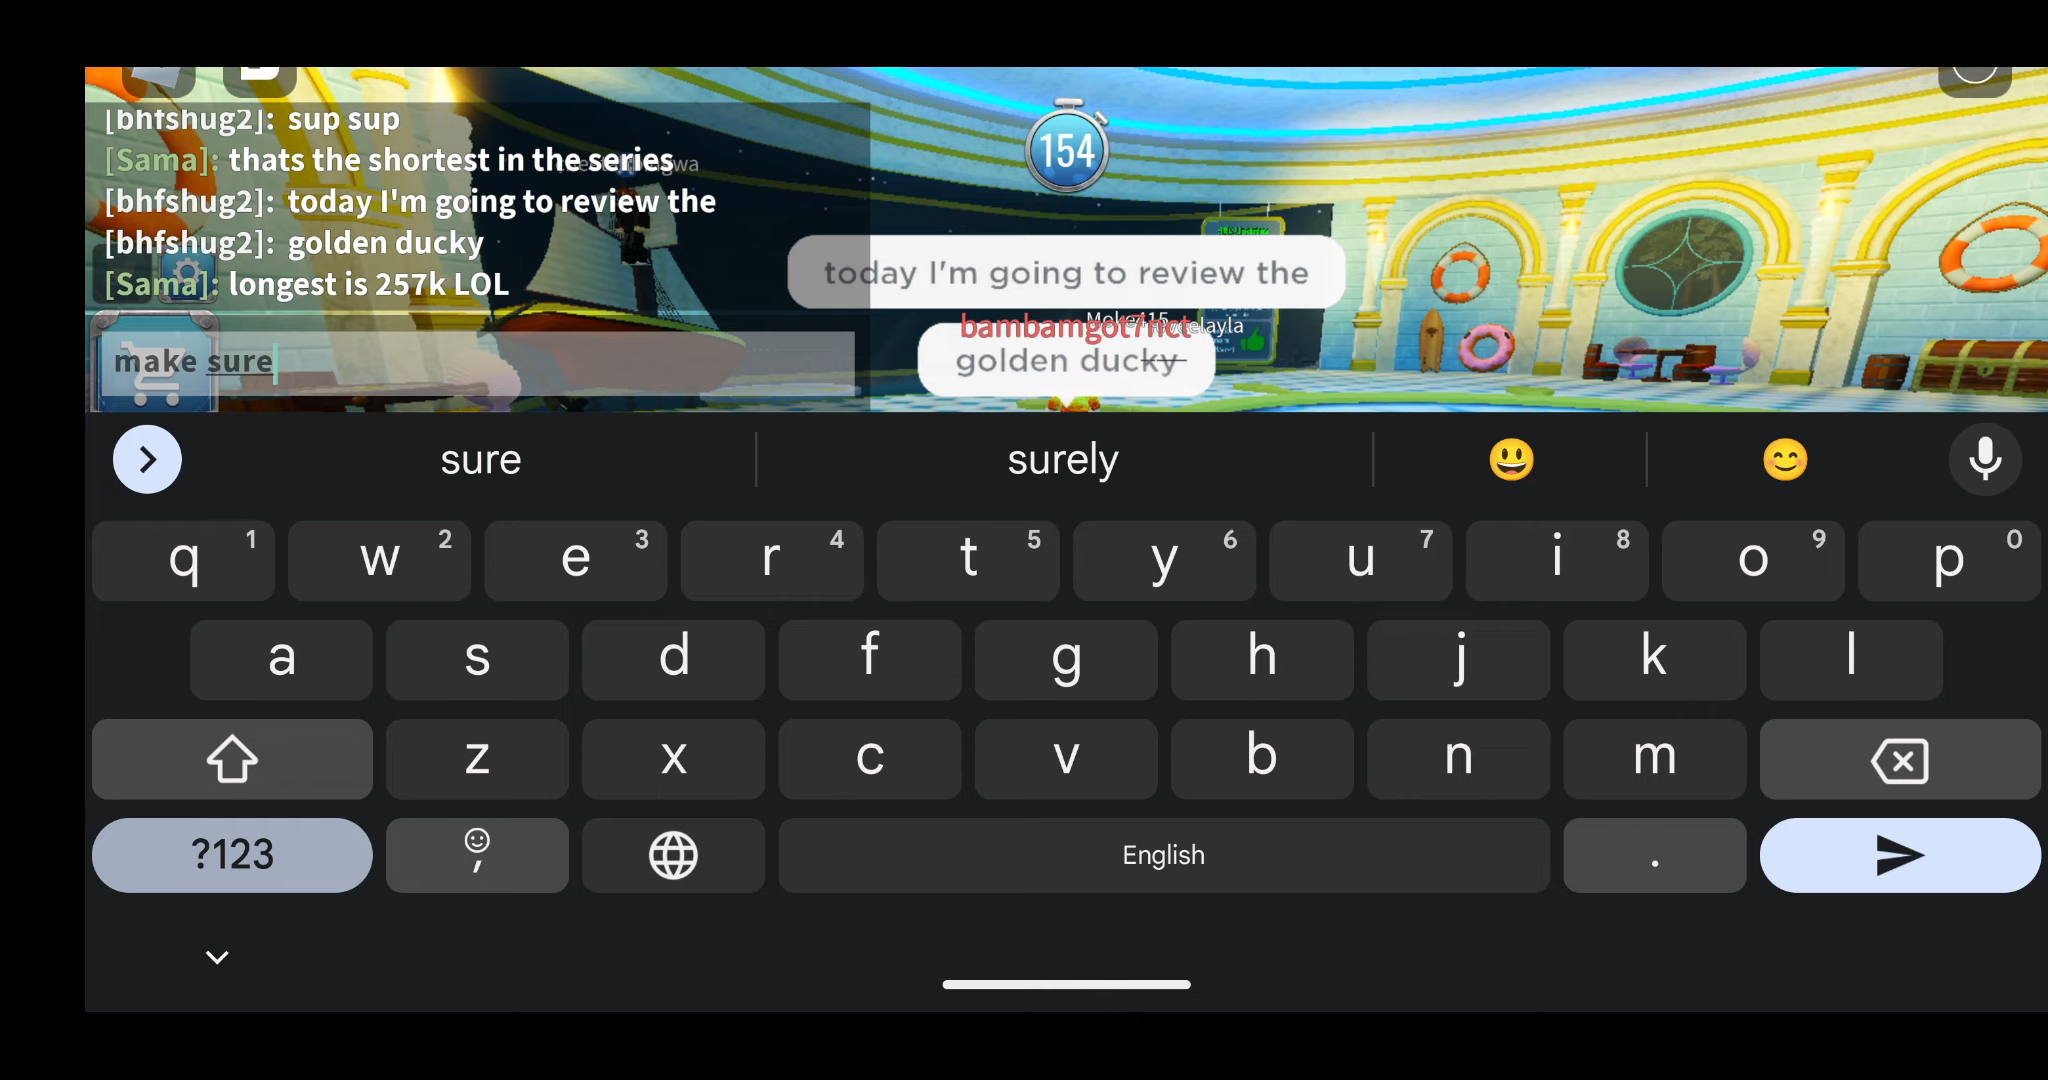 [bhfshug2]: sup sup
[Sama]: thats the shortest in the series
[bhfshug2]: today I'm going to review the
[bhfshug2]: golden ducky
[Sama]: longest is 257k LOL
154
today I'm going to review the
Moke415
bambamgot7nct
golden ducky
make sure
sure surely
q 1 w 2 e 3 r 4 t 5 y 6 u 7 i 8 o 9 p 0
a s d f g h j k l
z x c v b n m
?123 , English .